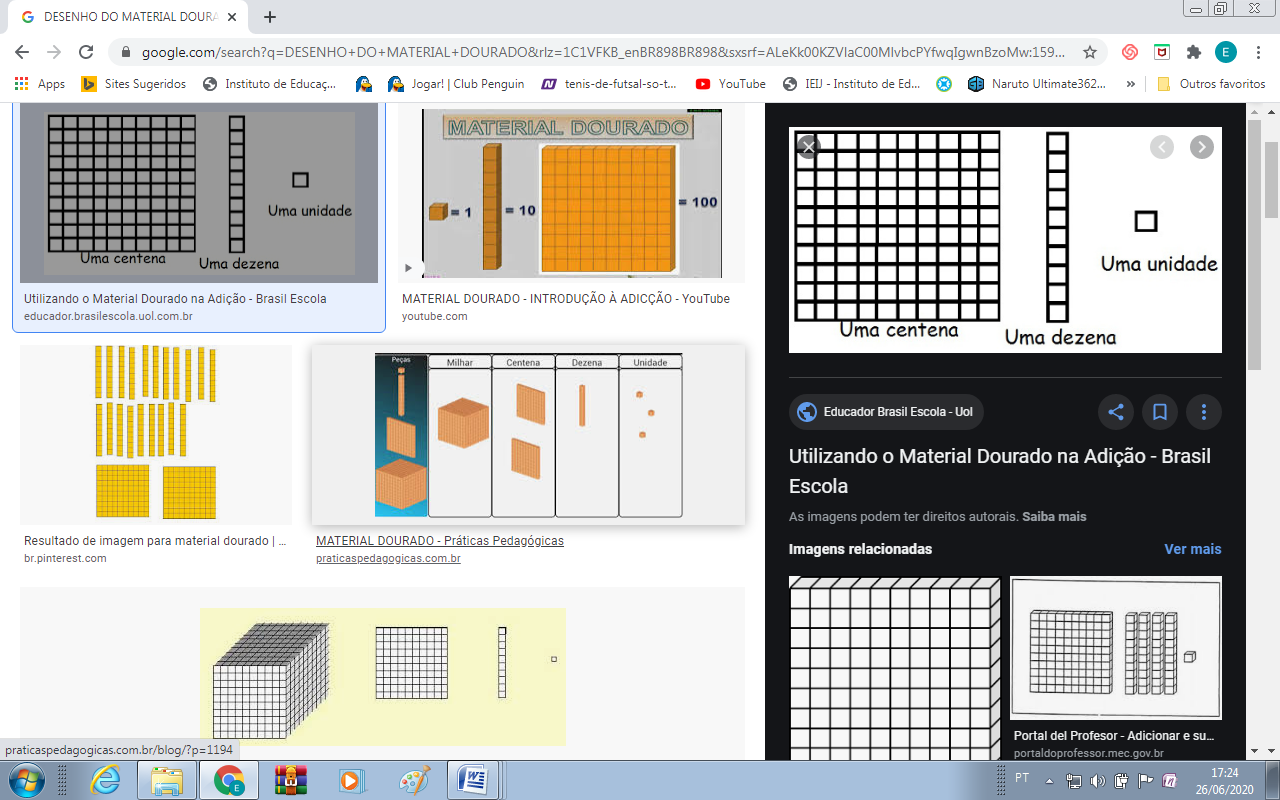 DESENHO DO MATERIAL DOURA
google.com/search?q=DESENHO+DO+MATERIAL+DOURADO&rlz=1C1VFKB_enBR898BR898&sxsrf=ALeKk00KZVlaC00MlvbcPYfwqIgwnBzoMw:159...
E
Apps
Sites Sugeridos
Instituto de Educaç...
Jogar! | Club Penguin
tenis-de-futsal-so-t...
YouTube
IEIJ - Instituto de Ed...
Naruto Ultimate362...
»
Outros favoritos
Uma centena
Uma dezena
Uma unidade
Utilizando o Material Dourado na Adição - Brasil Escola
educador.brasilescola.uol.com.br
MATERIAL DOURADO
= 1
= 10
= 100
MATERIAL DOURADO - INTRODUÇÃO À ADICÇÃO - YouTube
youtube.com
Resultado de imagem para material dourado | ...
br.pinterest.com
Peças
Milhar
Centena
Dezena
Unidade
MATERIAL DOURADO - Práticas Pedagógicas
praticaspedagogicas.com.br
Uma centena
Uma dezena
Uma unidade
Educador Brasil Escola - Uol
Utilizando o Material Dourado na Adição - Brasil
Escola
As imagens podem ter direitos autorais. Saiba mais
Imagens relacionadas
Ver mais
Portal del Profesor - Adicionar e su...
portaldoprofessor.mec.gov.br
praticaspedagogicas.com.br/blog/?p=1194
PT
17:24
26/06/2020